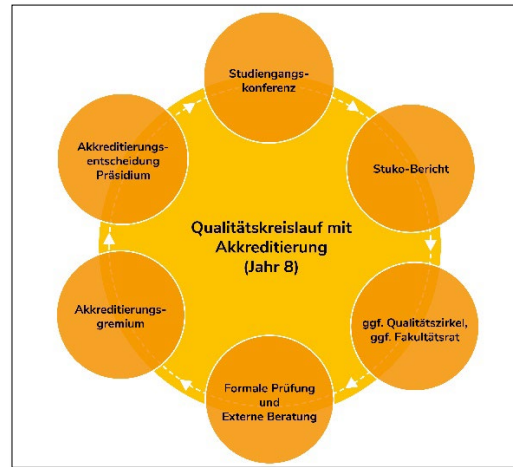 Studiengangs-
konferenz
Stuko-Bericht
ggf. Qualitätszirkel,
ggf. Fakultätsrat
Formale Prüfung
und
Externe Beratung
Akkreditierungs-
gremium
Akkreditierungs-
entscheidung
Präsidium
Qualitätskreislauf mit
Akkreditierung
(Jahr 8)